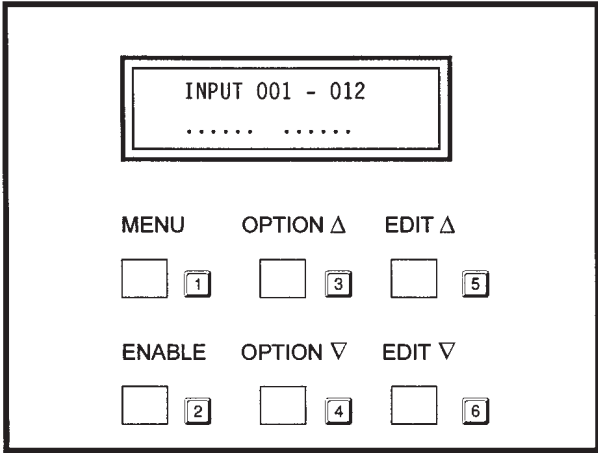 INPUT 001 - 012
...... ......
MENU OPTION Δ EDIT Δ
1 3 5
ENABLE OPTION ∇ EDIT ∇
2 4 6